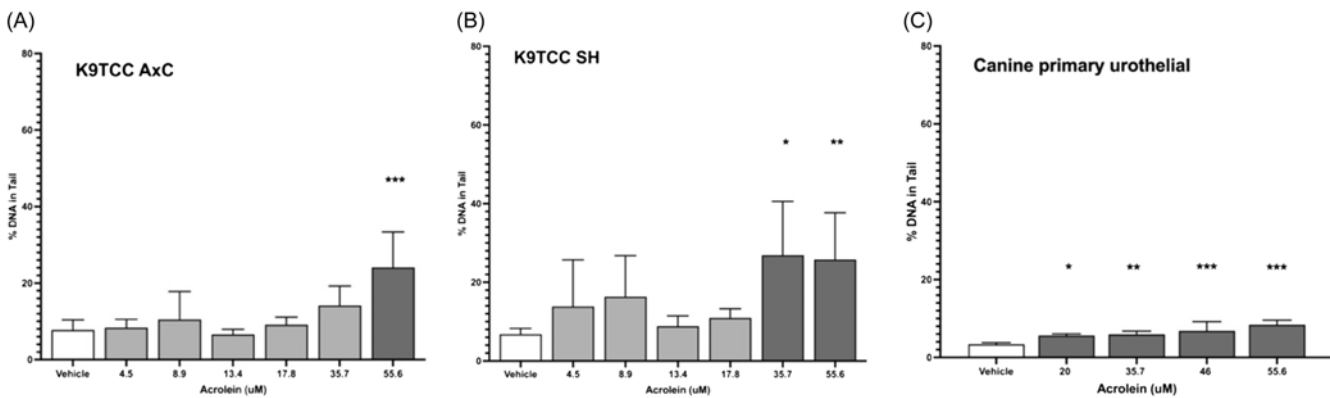 (A)
K9TCC AxC
% DNA in Tail
80
60
40
20
0
***
Vehicle 4.5 8.9 13.4 17.8 35.7 55.6
Acrolein (uM)
(B)
K9TCC SH
% DNA in Tail
80
60
40
20
0
* **
Vehicle 4.5 8.9 13.4 17.8 35.7 55.6
Acrolein (uM)
(C)
Canine primary urothelial
% DNA in Tail
80
60
40
20
0
* ** *** ***
Vehicle 20 35.7 46 55.6
Acrolein (uM)